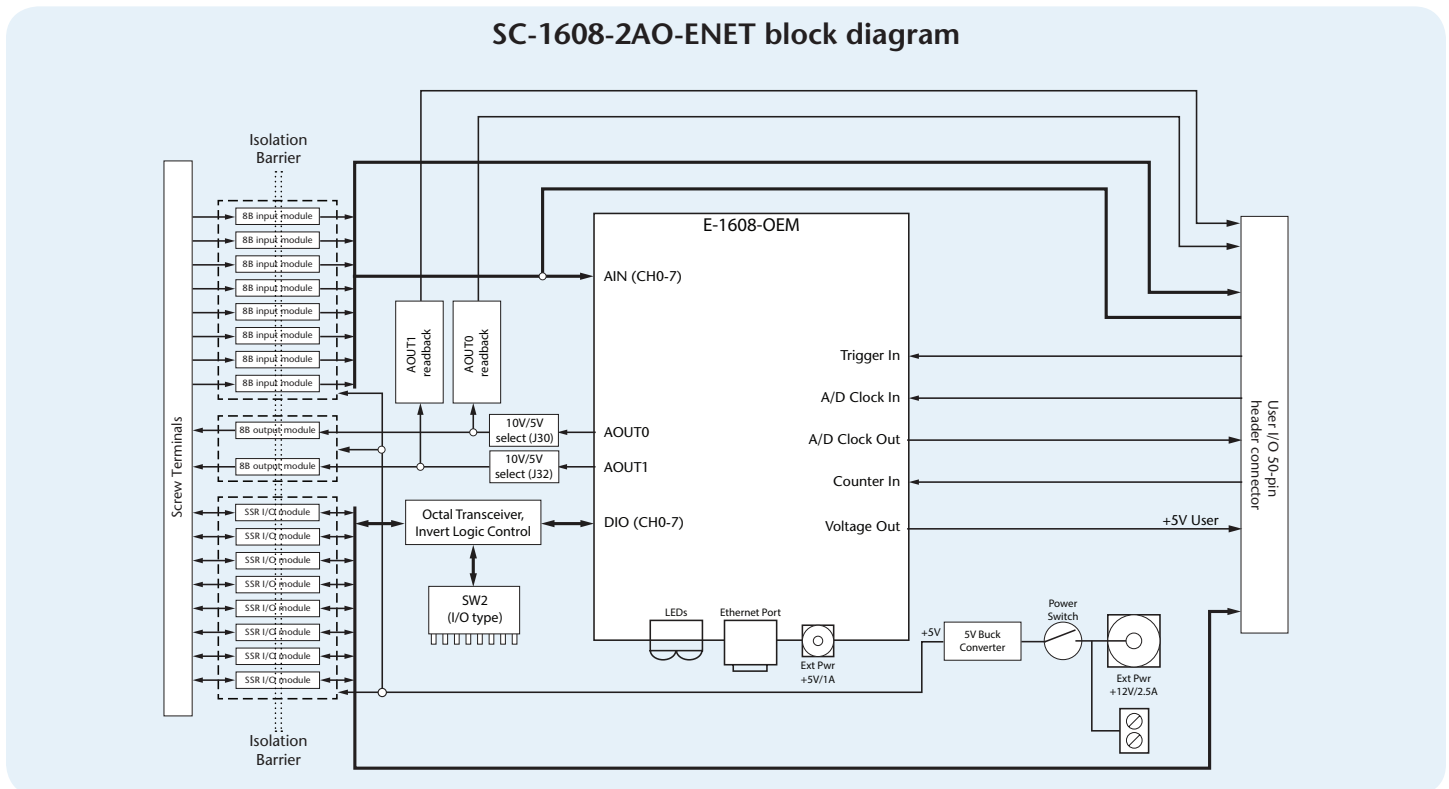 SC-1608-2AO-ENET block diagram
Isolation
Barrier
8B input module
8B input module
8B input module
8B input module
8B input module
8B input module
8B input module
8B input module
8B output module
8B output module
SSR I/O module
SSR I/O module
SSR I/O module
SSR I/O module
SSR I/O module
SSR I/O module
SSR I/O module
SSR I/O module
Isolation
Barrier
Screw Terminals
AOUT1
readback
AOUT0
readback
10V/5V
select (J30)
10V/5V
select (J32)
Octal Transceiver,
Invert Logic Control
SW2
(I/O type)
E-1608-OEM
AIN (CH0-7)
AOUT0
AOUT1
DIO (CH0-7)
Trigger In
A/D Clock In
A/D Clock Out
Counter In
Voltage Out
LEDs
Ethernet Port
Ext Pwr
+5V/1A
+5V User
+5V
5V Buck
Converter
Power
Switch
Ext Pwr
+12V/2.5A
User I/O 50-pin
header connector